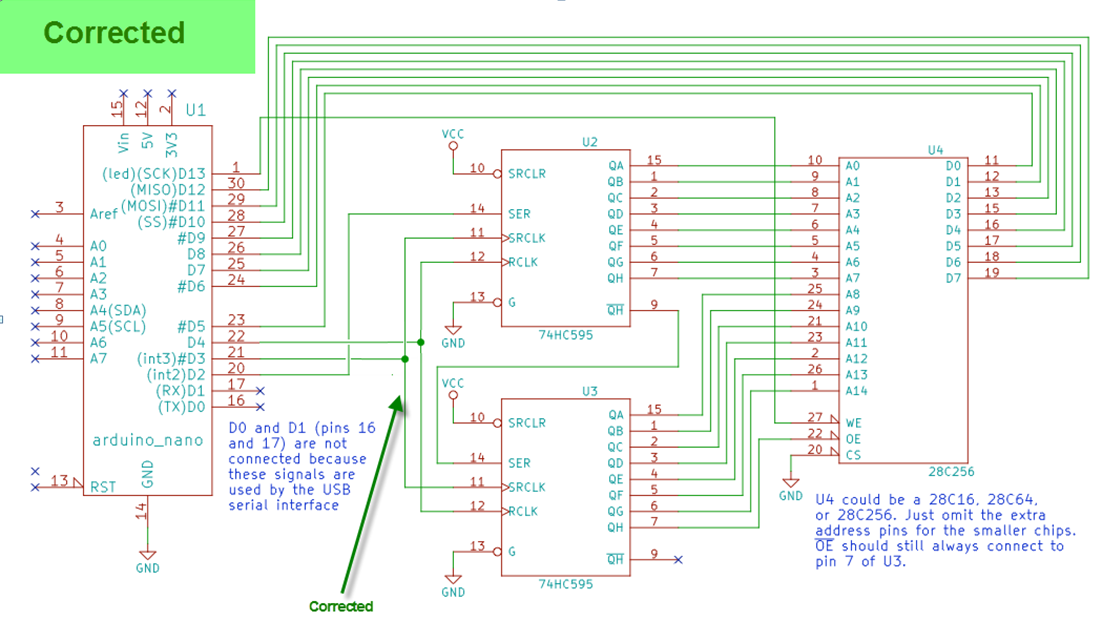 Corrected
15
12
2
U1
Vin
5V
3V3
(led)(SCK)D13 1
(MISO)D12 30
(MOSI)#D11 29
(SS)#D10 28
#D9 27
D8 26
D7 25
#D6 24
#D5 23
D4 22
(int3)#D3 21
(int2)D2 20
(RX)D1 17
(TX)D0 16
3 Aref
4 A0
5 A1
6 A2
7 A3
8 A4(SDA)
9 A5(SCL)
10 A6
11 A7
arduino_nano
13 RST
GND
14
GND
D0 and D1 (pins 16
and 17) are not
connected because
these signals are
used by the USB
serial interface
Corrected
VCC
U2
10 SRCLR
14 SER
11 SRCLK
12 RCLK
13 G
GND
QA 15
QB 1
QC 2
QD 3
QE 4
QF 5
QG 6
QH 7
QH 9
74HC595
VCC
U3
10 SRCLR
14 SER
11 SRCLK
12 RCLK
13 G
GND
QA 15
QB 1
QC 2
QD 3
QE 4
QF 5
QG 6
QH 7
QH 9
74HC595
U4
10 A0
9 A1
8 A2
7 A3
6 A4
5 A5
4 A6
3 A7
25 A8
24 A9
21 A10
23 A11
2 A12
26 A13
1 A14
27 WE
22 OE
20 CS
GND
D0 11
D1 12
D2 13
D3 15
D4 16
D5 17
D6 18
D7 19
28C256
U4 could be a 28C16, 28C64,
or 28C256. Just omit the extra
address pins for the smaller chips.
OE should still always connect to
pin 7 of U3.